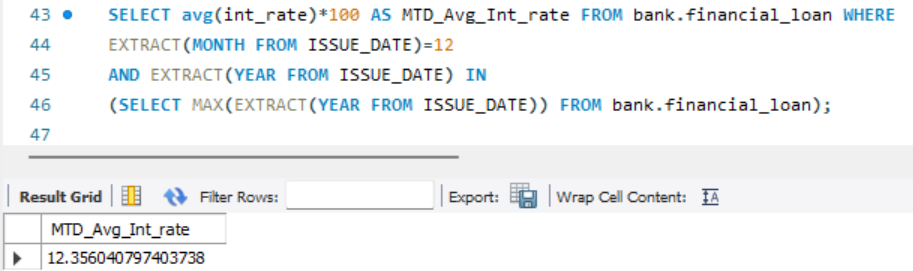 43 SELECT avg(int_rate)*100 AS MTD_Avg_Int_rate FROM bank.financial_loan WHERE
44 EXTRACT(MONTH FROM ISSUE_DATE)=12
45 AND EXTRACT(YEAR FROM ISSUE_DATE) IN
46 (SELECT MAX(EXTRACT(YEAR FROM ISSUE_DATE)) FROM bank.financial_loan);
47
Result Grid Filter Rows: Export: Wrap Cell Content: IA
MTD_Avg_Int_rate
12.356040797403738